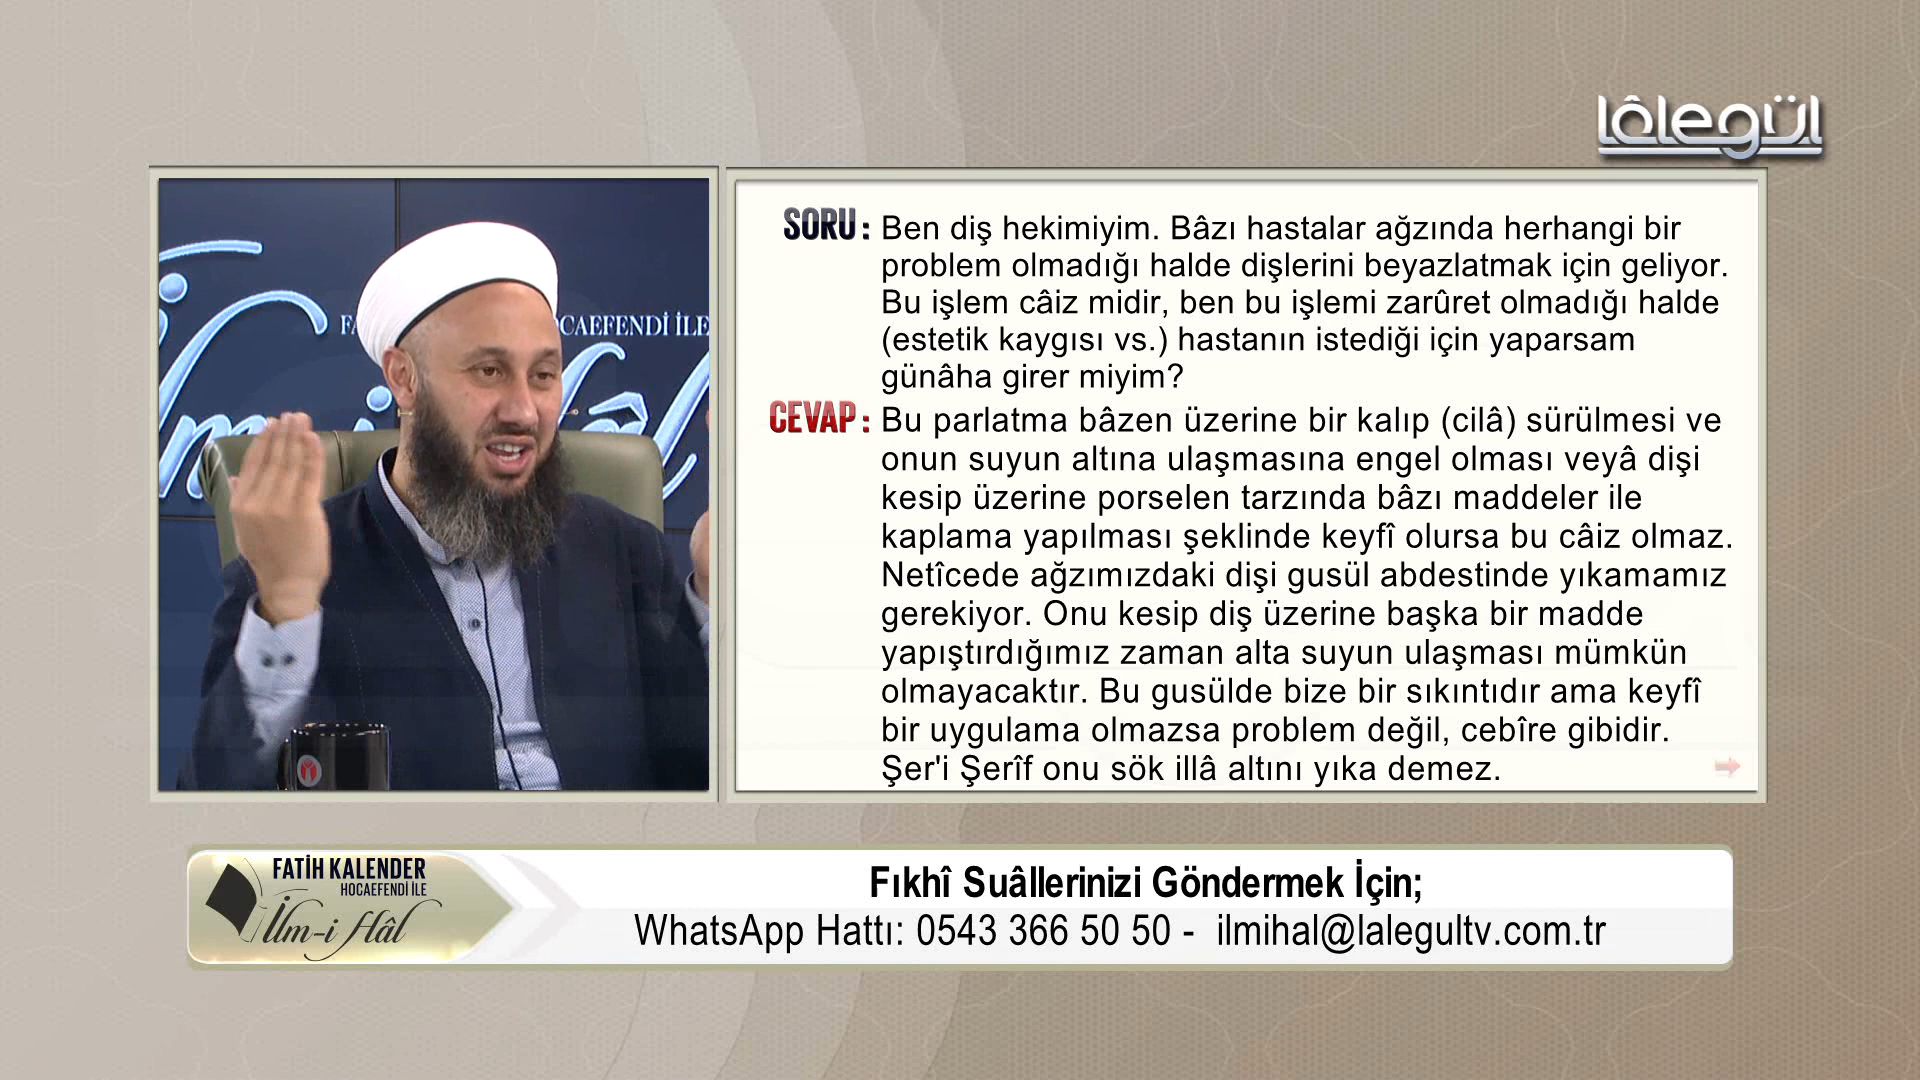 lâlegül
FA OCAEFENDİ İLE
SORU : Ben diş hekimiyim. Bâzı hastalar ağzında herhangi bir
problem olmadığı halde dişlerini beyazlatmak için geliyor.
Bu işlem câiz midir, ben bu işlemi zarûret olmadığı halde
(estetik kaygısı vs.) hastanın istediği için yaparsam
günâha girer miyim?
CEVAP : Bu parlatma bâzen üzerine bir kalıp (cilâ) sürülmesi ve
onun suyun altına ulaşmasına engel olması veyâ dişi
kesip üzerine porselen tarzında bâzı maddeler ile
kaplama yapılması şeklinde keyfî olursa bu câiz olmaz.
Netîcede ağzımızdaki dişi gusül abdestinde yıkamamız
gerekiyor. Onu kesip diş üzerine başka bir madde
yapıştırdığımız zaman alta suyun ulaşması mümkün
olmayacaktır. Bu gusülde bize bir sıkıntıdır ama keyfî
bir uygulama olmazsa problem değil, cebîre gibidir.
Şer'i Şerîf onu sök illâ altını yıka demez.
FATİH KALENDER
HOCAEFENDİ İLE
İlm-i Hâl
Fıkhî Suâllerinizi Göndermek İçin;
WhatsApp Hattı: 0543 366 50 50 - ilmihal@lalegultv.com.tr